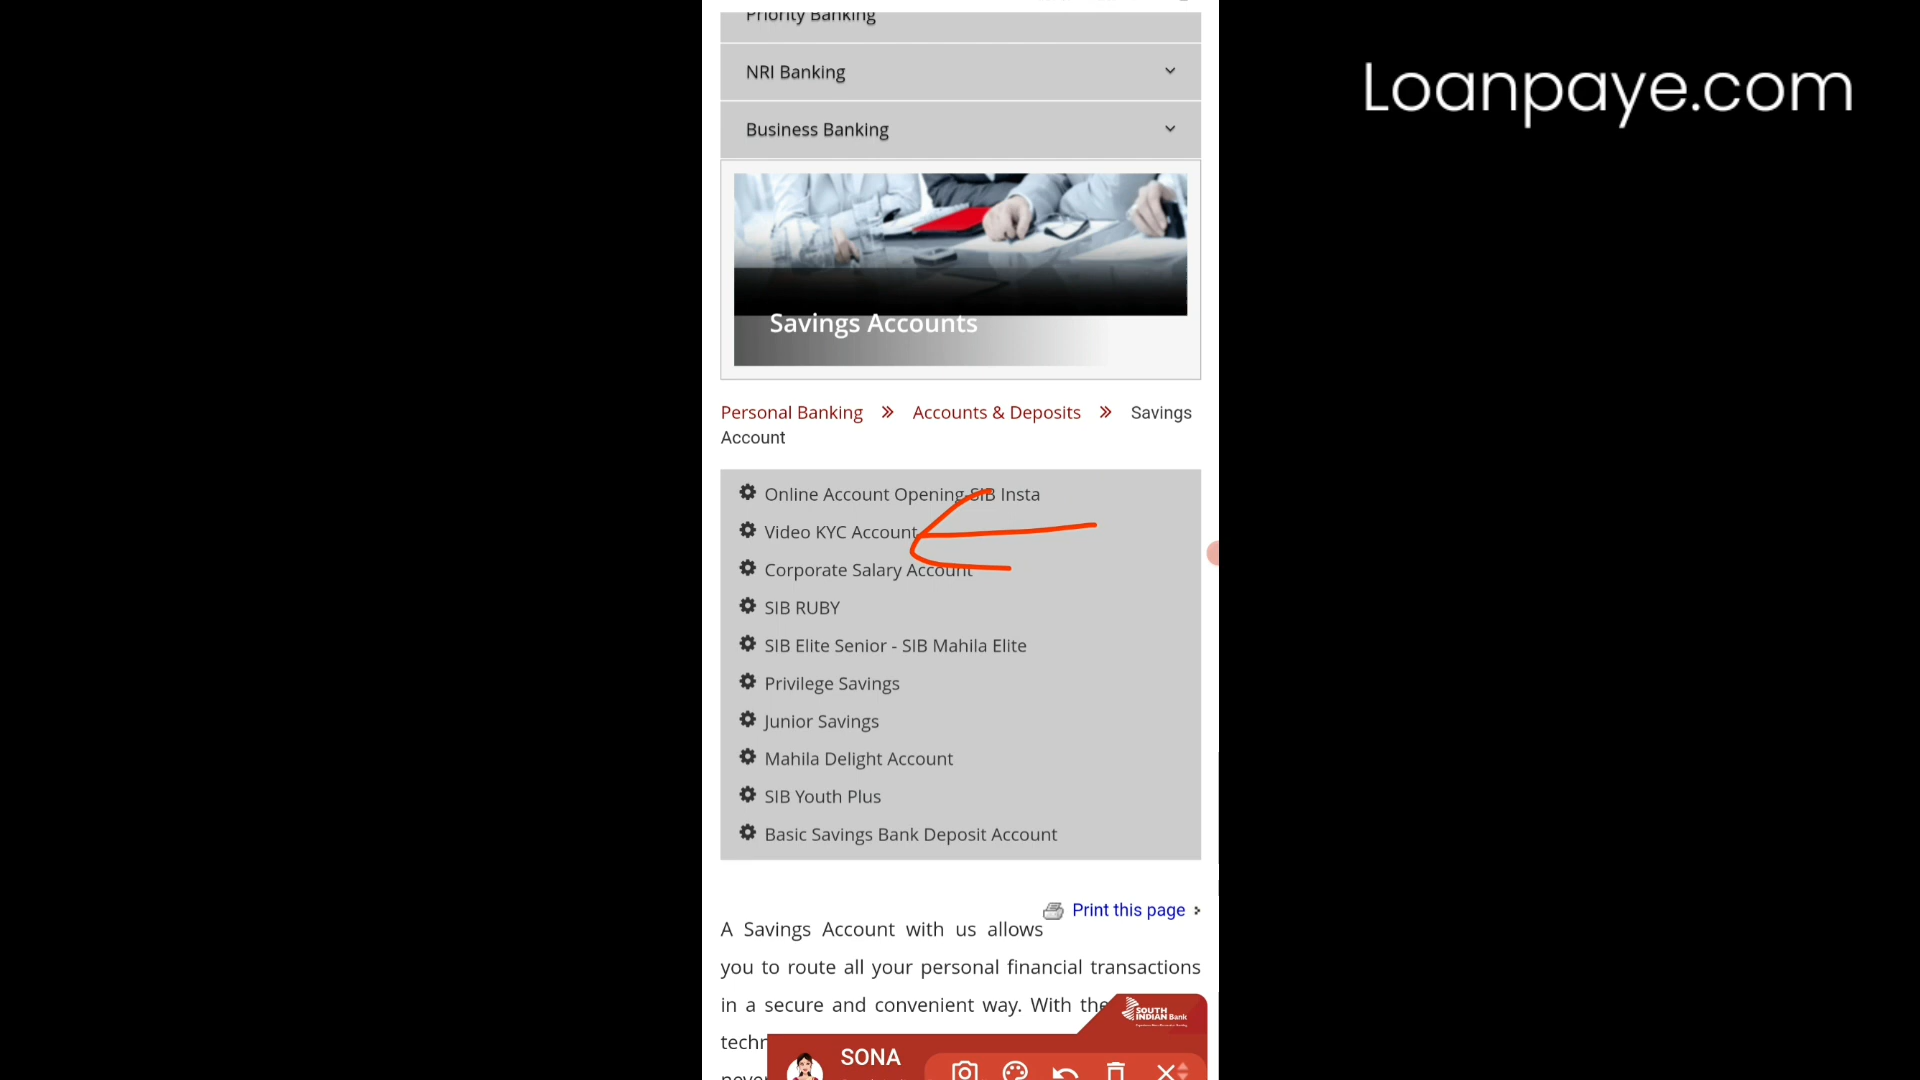 Priority Banking
Loanpaye.com
NRI Banking
Business Banking
Savings Accounts
Personal Banking » Accounts & Deposits » Savings
Account
Online Account Opening-SIB Insta
Video KYC Account
Corporate Salary Account
SIB RUBY
SIB Elite Senior - SIB Mahila Elite
Privilege Savings
Junior Savings
Mahila Delight Account
SIB Youth Plus
Basic Savings Bank Deposit Account
Print this page
A Savings Account with us allows
you to route all your personal financial transactions
in a secure and convenient way. With the
SOUTH
INDIAN Bank
SONA